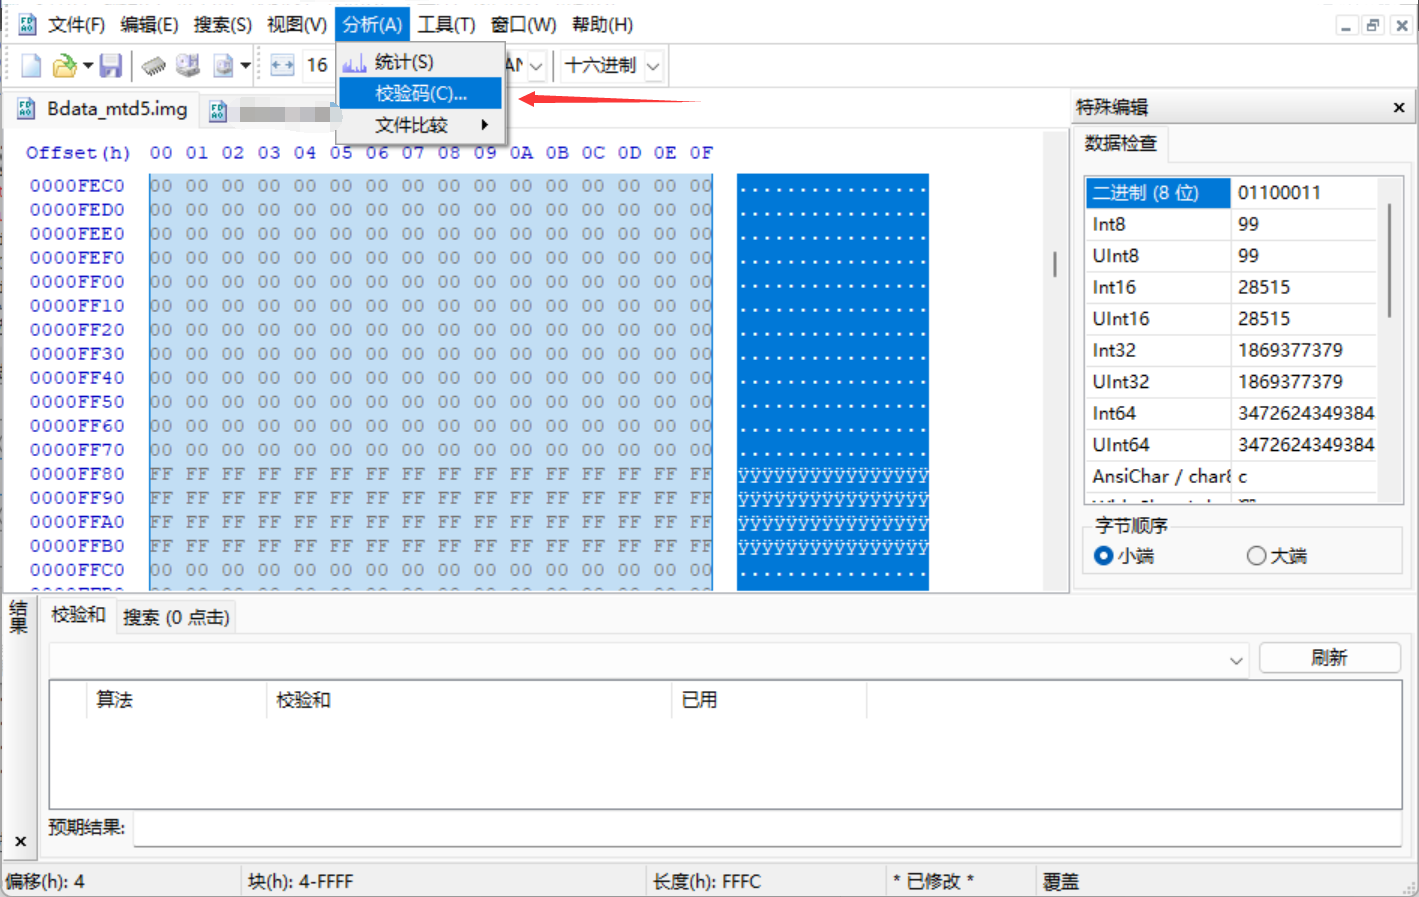 文件(F) 编辑(E) 搜索(S) 视图(V) 分析(A) 工具(T) 窗口(W) 帮助(H)
16 十六进制
统计(S)
校验码(C)...
文件比较
Bdata_mtd5.img
特殊编辑
数据检查
Offset(h) 00 01 02 03 04 05 06 07 08 09 0A 0B 0C 0D 0E 0F
0000FEC0 00 00 00 00 00 00 00 00 00 00 00 00 00 00 00 00 ................
0000FED0 00 00 00 00 00 00 00 00 00 00 00 00 00 00 00 00 ................
0000FEE0 00 00 00 00 00 00 00 00 00 00 00 00 00 00 00 00 ................
0000FEF0 00 00 00 00 00 00 00 00 00 00 00 00 00 00 00 00 ................
0000FF00 00 00 00 00 00 00 00 00 00 00 00 00 00 00 00 00 ................
0000FF10 00 00 00 00 00 00 00 00 00 00 00 00 00 00 00 00 ................
0000FF20 00 00 00 00 00 00 00 00 00 00 00 00 00 00 00 00 ................
0000FF30 00 00 00 00 00 00 00 00 00 00 00 00 00 00 00 00 ................
0000FF40 00 00 00 00 00 00 00 00 00 00 00 00 00 00 00 00 ................
0000FF50 00 00 00 00 00 00 00 00 00 00 00 00 00 00 00 00 ................
0000FF60 00 00 00 00 00 00 00 00 00 00 00 00 00 00 00 00 ................
0000FF70 00 00 00 00 00 00 00 00 00 00 00 00 00 00 00 00 ................
0000FF80 FF FF FF FF FF FF FF FF FF FF FF FF FF FF FF FF ÿÿÿÿÿÿÿÿÿÿÿÿÿÿÿÿ
0000FF90 FF FF FF FF FF FF FF FF FF FF FF FF FF FF FF FF ÿÿÿÿÿÿÿÿÿÿÿÿÿÿÿÿ
0000FFA0 FF FF FF FF FF FF FF FF FF FF FF FF FF FF FF FF ÿÿÿÿÿÿÿÿÿÿÿÿÿÿÿÿ
0000FFB0 FF FF FF FF FF FF FF FF FF FF FF FF FF FF FF FF ÿÿÿÿÿÿÿÿÿÿÿÿÿÿÿÿ
0000FFC0 00 00 00 00 00 00 00 00 00 00 00 00 00 00 00 00 ................
二进制 (8 位) 01100011
Int8 99
UInt8 99
Int16 28515
UInt16 28515
Int32 1869377379
UInt32 1869377379
Int64 3472624349384
UInt64 3472624349384
AnsiChar / char8 c
字节顺序
小端 大端
结果
校验和 搜索 (0 点击)
刷新
算法 校验和 已用
预期结果:
偏移(h): 4 块(h): 4-FFFF 长度(h): FFFC * 已修改 * 覆盖